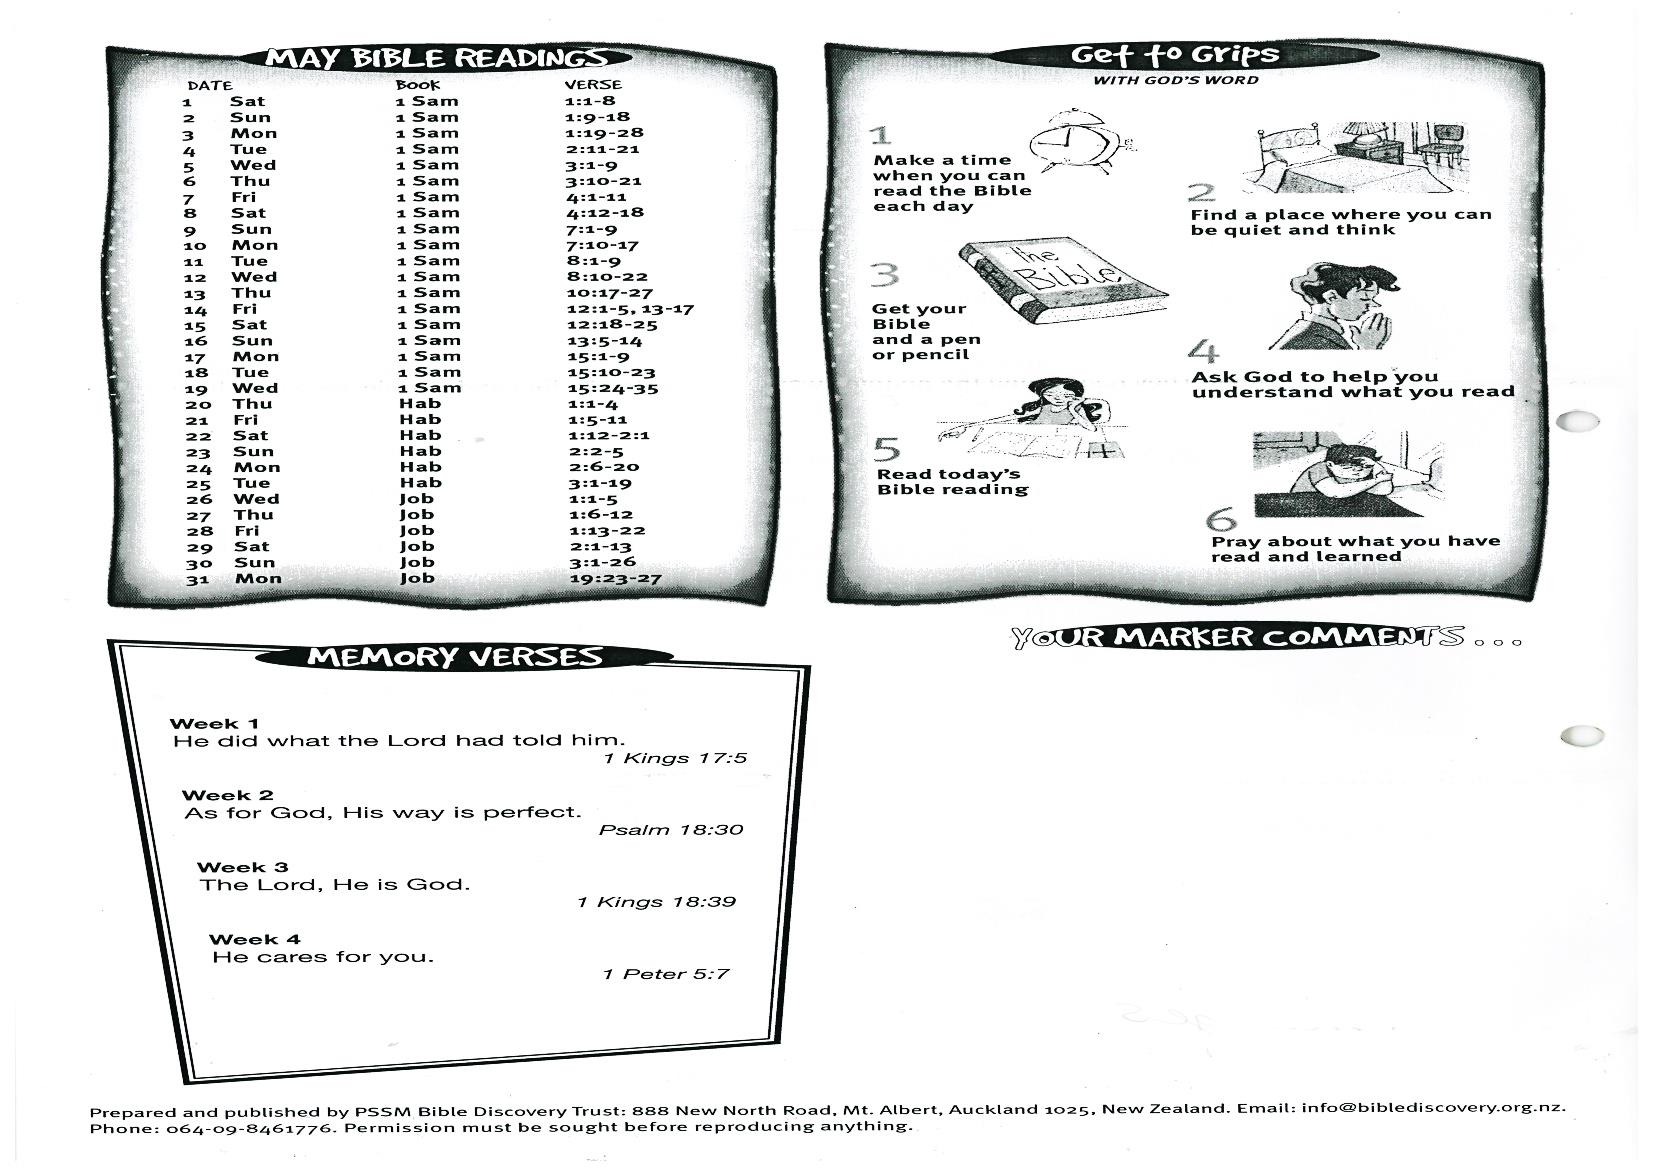 MAY BIBLE READINGS
DATE BOOK VERSE
1 Sat 1 Sam 1:1-8
2 Sun 1 Sam 1:9-18
3 Mon 1 Sam 1:19-28
4 Tue 1 Sam 2:11-21
5 Wed 1 Sam 3:1-9
6 Thu 1 Sam 3:10-21
7 Fri 1 Sam 4:1-11
8 Sat 1 Sam 4:12-18
9 Sun 1 Sam 7:1-9
10 Mon 1 Sam 7:10-17
11 Tue 1 Sam 8:1-9
12 Wed 1 Sam 8:10-22
13 Thu 1 Sam 10:17-27
14 Fri 1 Sam 12:1-5, 13-17
15 Sat 1 Sam 12:18-25
16 Sun 1 Sam 13:5-14
17 Mon 1 Sam 15:1-9
18 Tue 1 Sam 15:10-23
19 Wed 1 Sam 15:24-35
20 Thu Hab 1:1-4
21 Fri Hab 1:5-11
22 Sat Hab 1:12-2:1
23 Sun Hab 2:2-5
24 Mon Hab 2:6-20
25 Tue Hab 3:1-19
26 Wed Job 1:1-5
27 Thu Job 1:6-12
28 Fri Job 1:13-22
29 Sat Job 2:1-13
30 Sun Job 3:1-26
31 Mon Job 19:23-27
Get to Grips
WITH GOD'S WORD
1
Make a time
when you can
read the Bible
each day
2
Find a place where you can
be quiet and think
3
the
Bible
Get your
Bible
and a pen
or pencil
4
Ask God to help you
understand what you read
5
Read today's
Bible reading
6
Pray about what you have
read and learned
MEMORY VERSES
Week 1
He did what the Lord had told him.
1 Kings 17:5
Week 2
As for God, His way is perfect.
Psalm 18:30
Week 3
The Lord, He is God.
1 Kings 18:39
Week 4
He cares for you.
1 Peter 5:7
YOUR MARKER COMMENTS . . .
Prepared and published by PSSM Bible Discovery Trust: 888 New North Road, Mt. Albert, Auckland 1025, New Zealand. Email: info@biblediscovery.org.nz.
Phone: 064-09-8461776. Permission must be sought before reproducing anything.